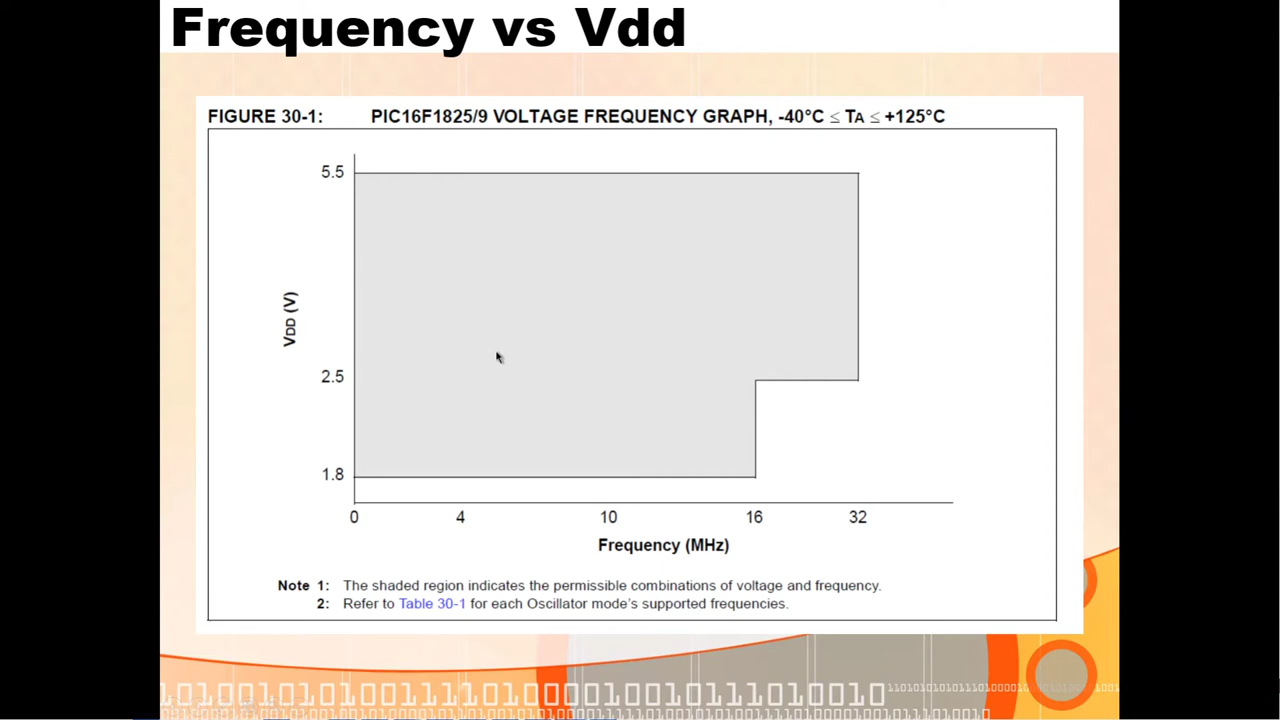 Frequency vs Vdd
FIGURE 30-1: PIC16F1825/9 VOLTAGE FREQUENCY GRAPH, -40°C ≤ TA ≤ +125°C
5.5
VDD (V)
2.5
1.8
0 4 10 16 32
Frequency (MHz)
Note 1: The shaded region indicates the permissible combinations of voltage and frequency.
2: Refer to Table 30-1 for each Oscillator mode's supported frequencies.